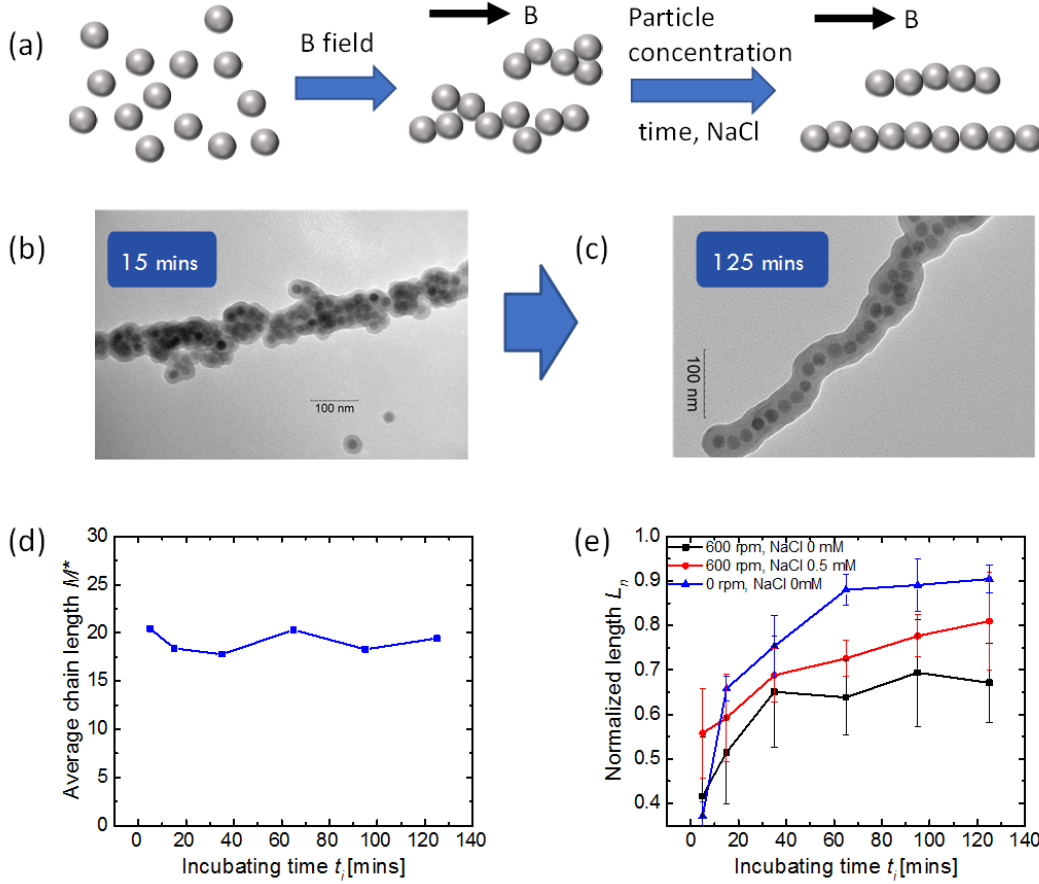 (a)
B field
B
Particle
concentration
time, NaCl
B
(b)
15 mins
100 nm
(c)
125 mins
100 nm
(d)
30
25
20
15
10
5
0
Average chain length M*
0 20 40 60 80 100 120 140
Incubating time ti [mins]
(e)
1.0
0.9
0.8
0.7
0.6
0.5
0.4
Normalized length Ln
600 rpm, NaCl 0 mM
600 rpm, NaCl 0.5 mM
0 rpm, NaCl 0mM
0 20 40 60 80 100 120 140
Incubating time ti [mins]